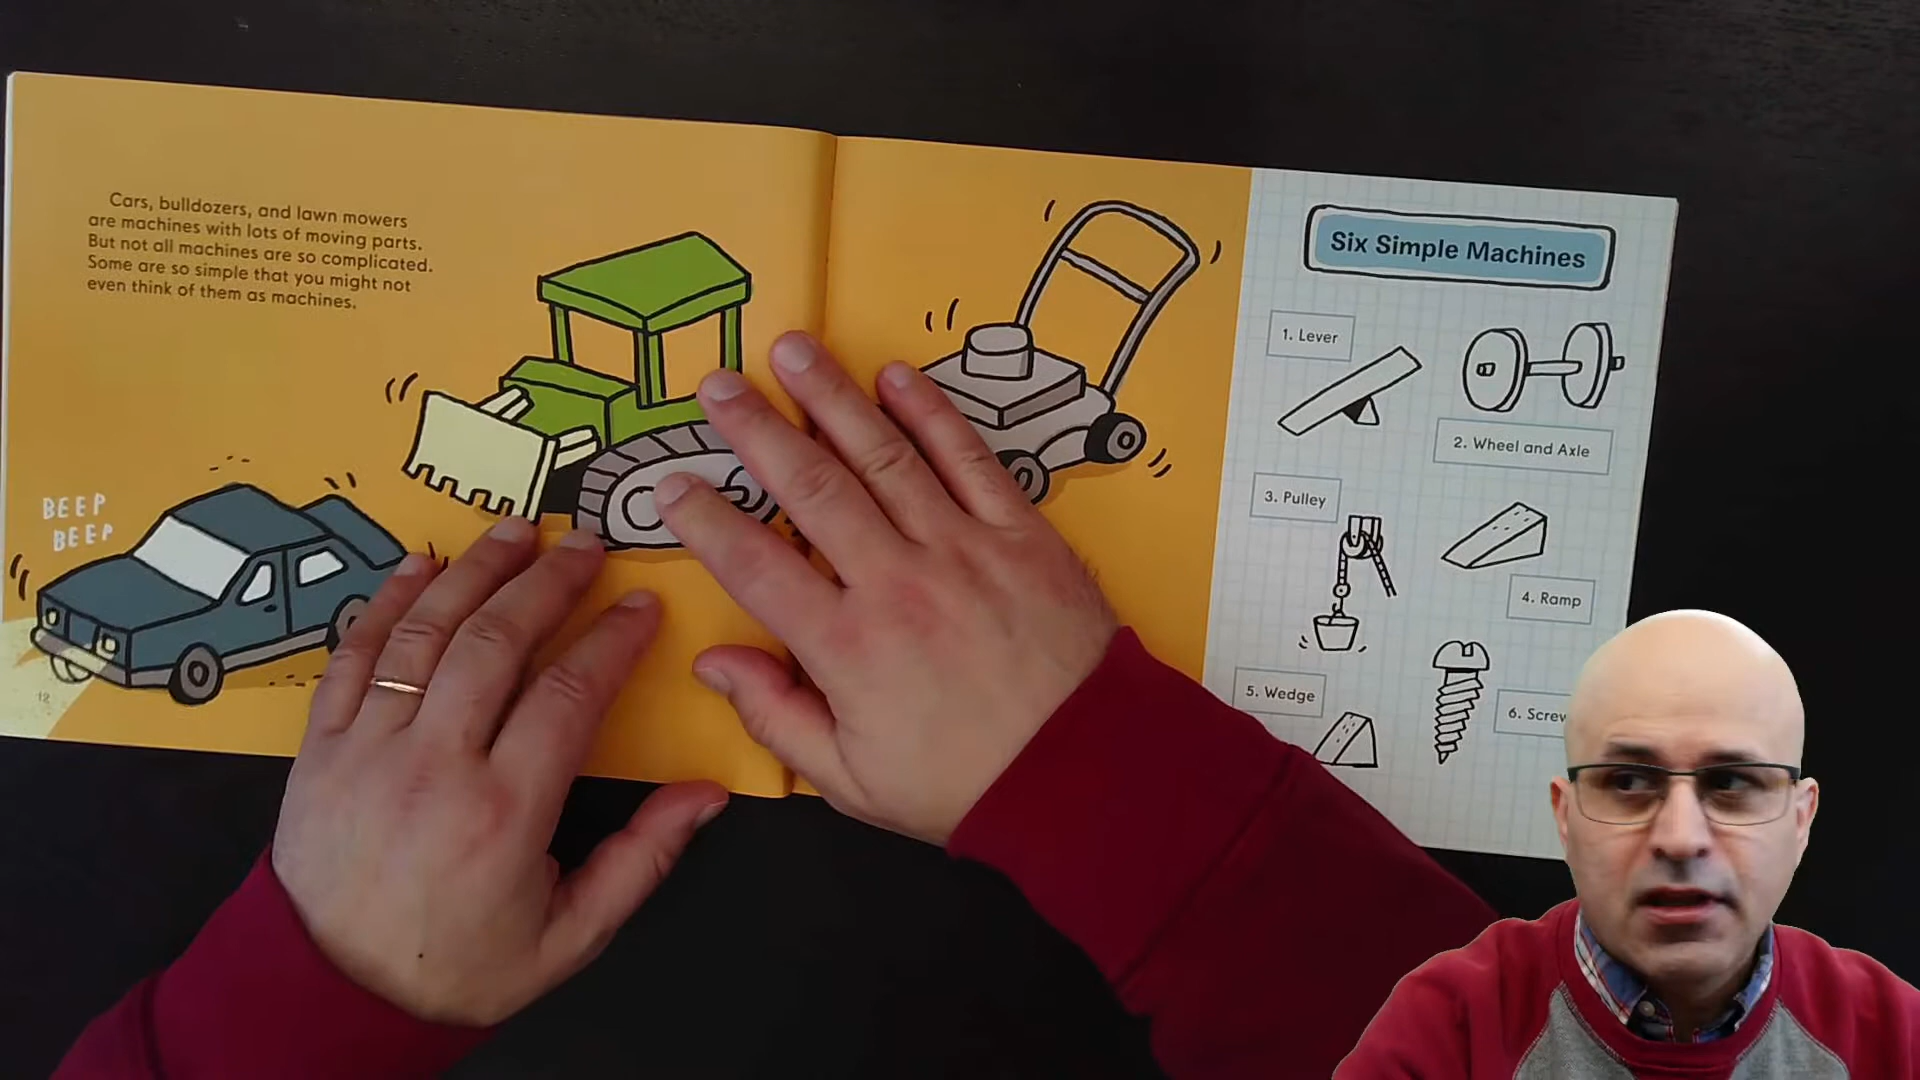 Cars, bulldozers, and lawn mowers
are machines with lots of moving parts.
But not all machines are so complicated.
Some are so simple that you might not
even think of them as machines.
BEEP
BEEP
12
Six Simple Machines
1. Lever
2. Wheel and Axle
3. Pulley
4. Ramp
5. Wedge
6. Screw